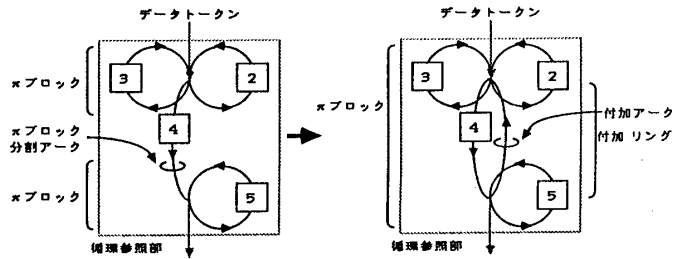 データトークン
3
2
πブロック
4
πブロック
分割アーク
πブロック
5
循環参照部
データトークン
3
2
πブロック
4
付加アーク
付加 リング
5
循環参照部